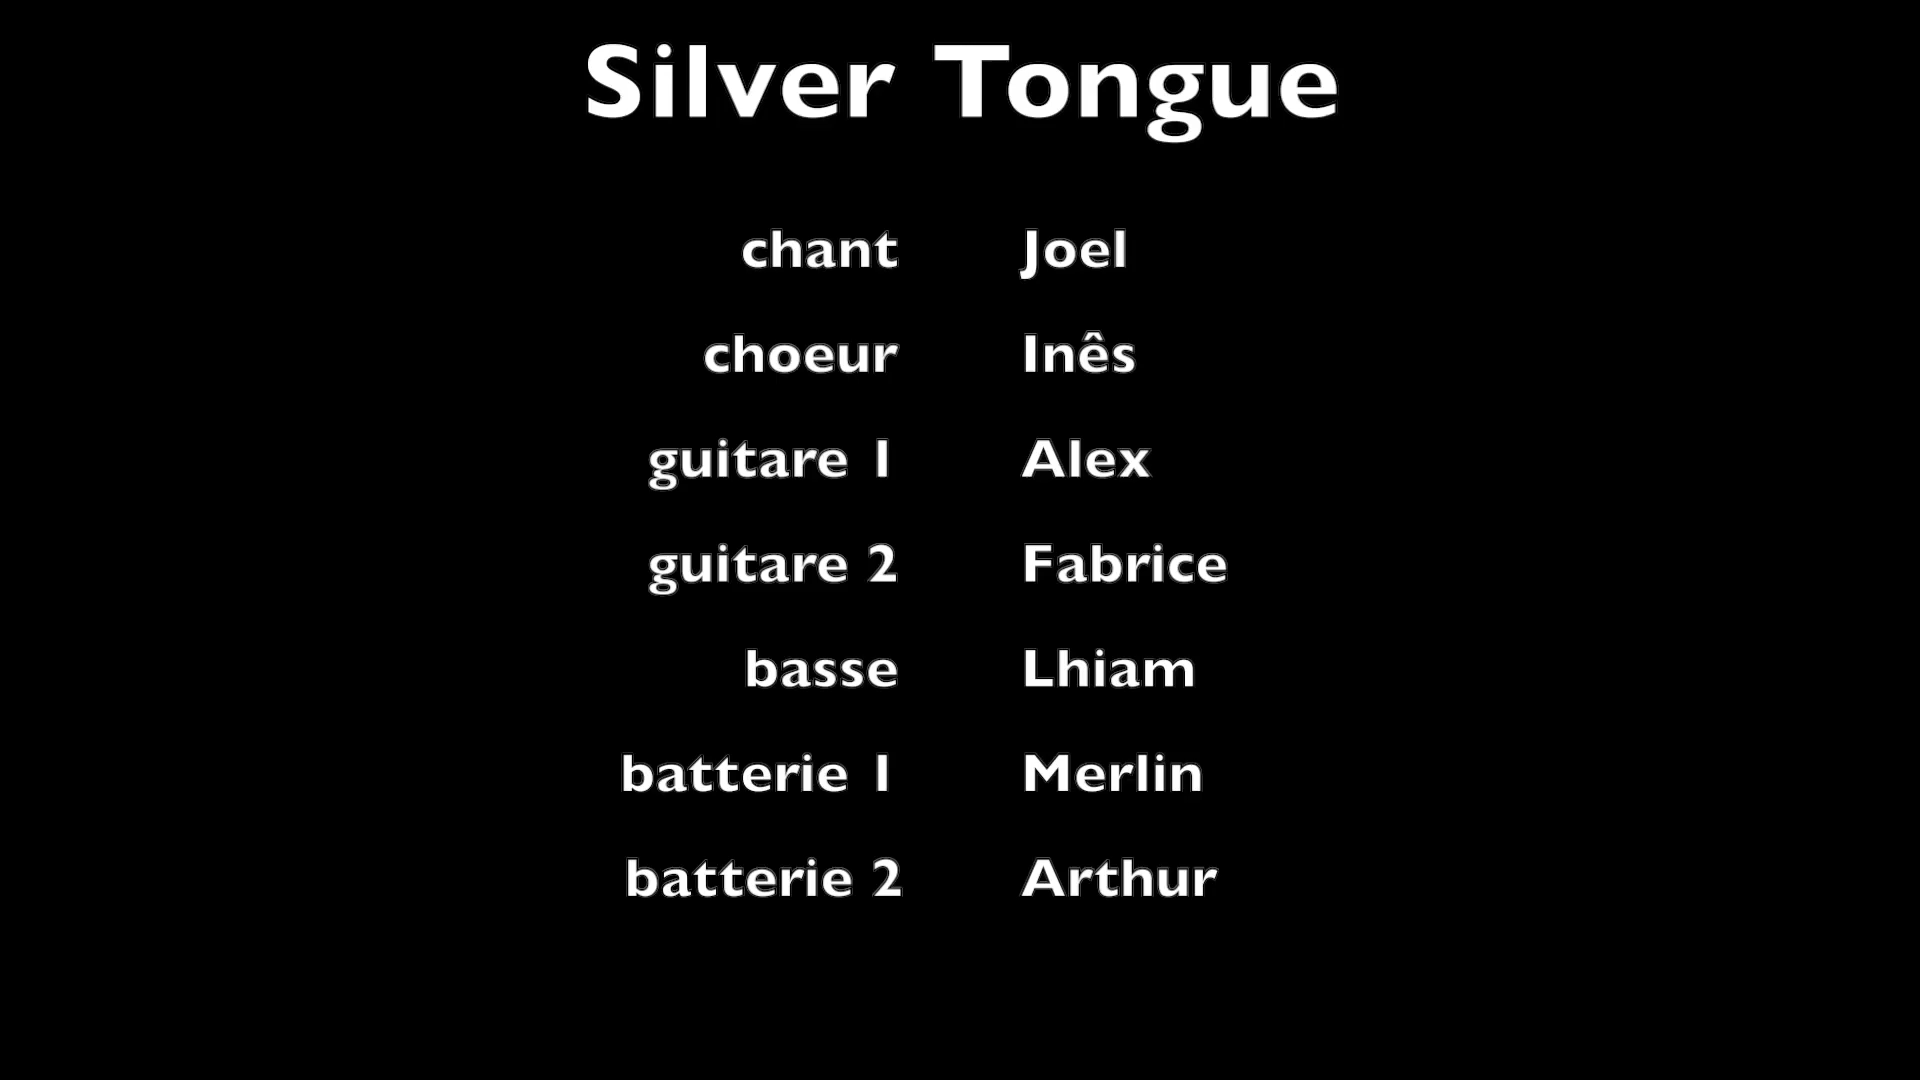 Silver Tongue
chant Joel
choeur Inês
guitare 1 Alex
guitare 2 Fabrice
basse Lhiam
batterie 1 Merlin
batterie 2 Arthur